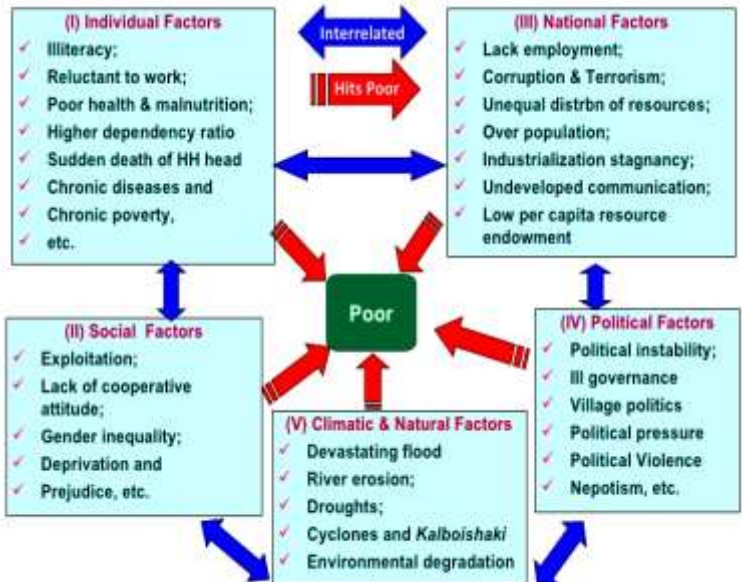 (I) Individual Factors
Illiteracy;
Reluctant to work;
Poor health & malnutrition;
Higher dependency ratio
Sudden death of HH head
Chronic diseases and
Chronic poverty,
etc.
Interrelated
Hits Poor
(III) National Factors
Lack employment;
Corruption & Terrorism;
Unequal distrbn of resources;
Over population;
Industrialization stagnancy;
Undeveloped communication;
Low per capita resource
endowment
Poor
(II) Social Factors
Exploitation;
Lack of cooperative
attitude;
Gender inequality;
Deprivation and
Prejudice, etc.
(V) Climatic & Natural Factors
Devastating flood
River erosion;
Droughts;
Cyclones and Kalboishaki
Environmental degradation
(IV) Political Factors
Political instability;
Ill governance
Village politics
Political pressure
Political Violence
Nepotism, etc.